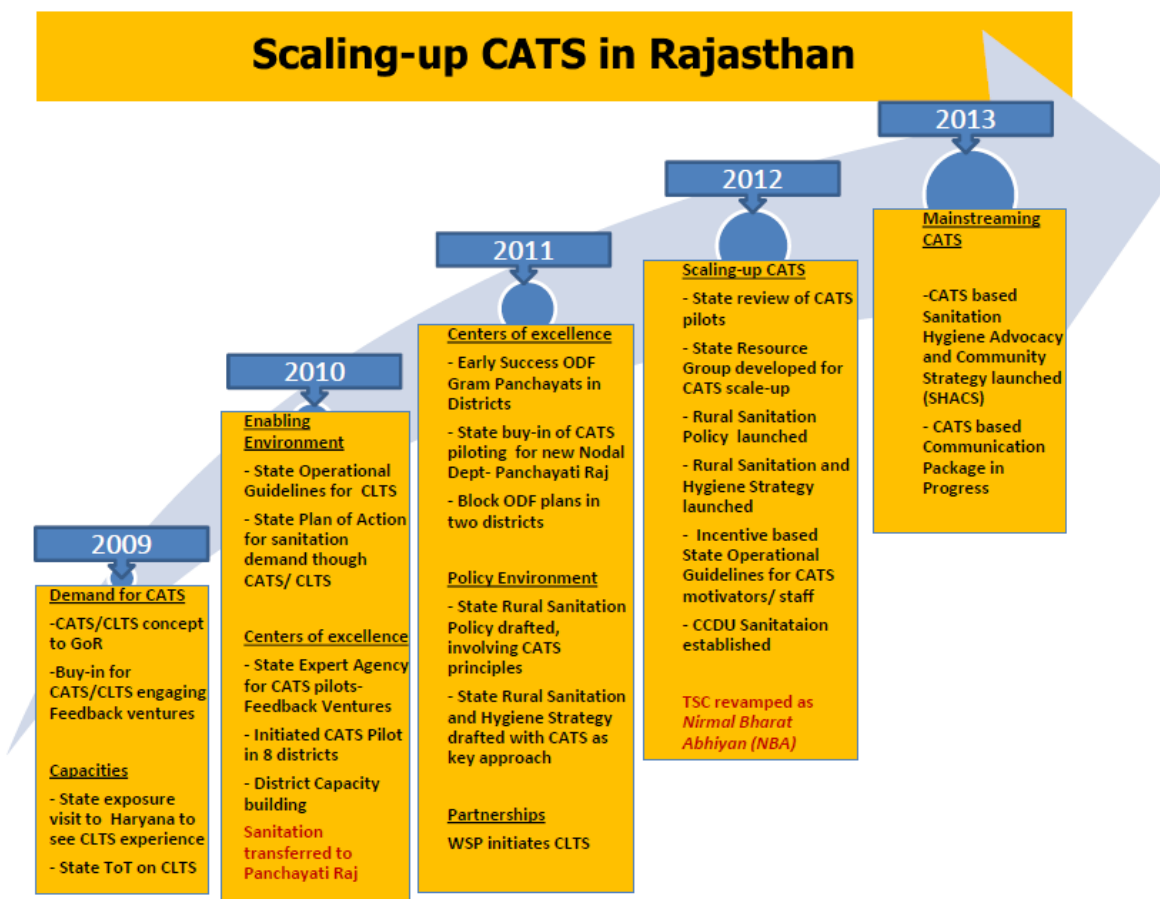 Scaling-up CATS in Rajasthan
2009
Demand for CATS
-CATS/CLTS concept
to GoR
-Buy-in for
CATS/CLTS engaging
Feedback ventures
Capacities
- State exposure
visit to Haryana to
see CLTS experience
- State ToT on CLTS
2010
Enabling
Environment
- State Operational
Guidelines for CLTS
- State Plan of Action
for sanitation
demand though
CATS/ CLTS
Centers of excellence
- State Expert Agency
for CATS pilots-
Feedback Ventures
- Initiated CATS Pilot
in 8 districts
- District Capacity
building
Sanitation
transferred to
Panchayati Raj
2011
Centers of excellence
- Early Success ODF
Gram Panchayats in
Districts
- State buy-in of CATS
piloting for new Nodal
Dept- Panchayati Raj
- Block ODF plans in
two districts
Policy Environment
- State Rural Sanitation
Policy drafted,
involving CATS
principles
- State Rural Sanitation
and Hygiene Strategy
drafted with CATS as
key approach
Partnerships
WSP initiates CLTS
2012
Scaling-up CATS
- State review of CATS
pilots
- State Resource
Group developed for
CATS scale-up
- Rural Sanitation
Policy launched
- Rural Sanitation and
Hygiene Strategy
launched
- Incentive based
State Operational
Guidelines for CATS
motivators/ staff
- CCDU Sanitataion
established
TSC revamped as
Nirmal Bharat
Abhiyan (NBA)
2013
Mainstreaming
CATS
-CATS based
Sanitation
Hygiene Advocacy
and Community
Strategy launched
(SHACS)
- CATS based
Communication
Package in
Progress